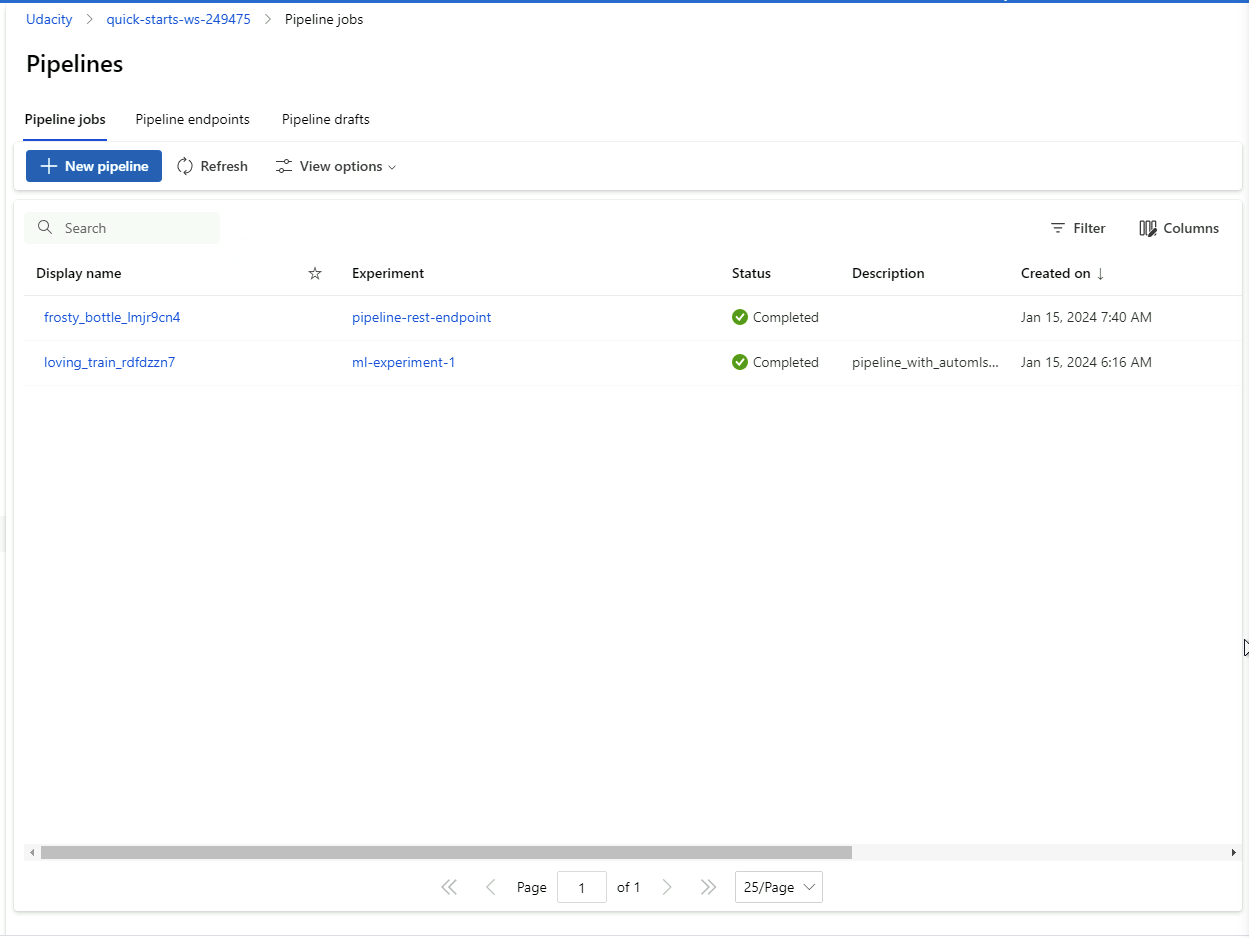 Udacity > quick-starts-ws-249475 > Pipeline jobs
Pipelines
Pipeline jobs Pipeline endpoints Pipeline drafts
New pipeline Refresh View options
Search Filter Columns
Display name Experiment Status Description Created on ↓
frosty_bottle_lmjr9cn4 pipeline-rest-endpoint Completed Jan 15, 2024 7:40 AM
loving_train_rdfdzzn7 ml-experiment-1 Completed pipeline_with_automls... Jan 15, 2024 6:16 AM
Page 1 of 1 25/Page